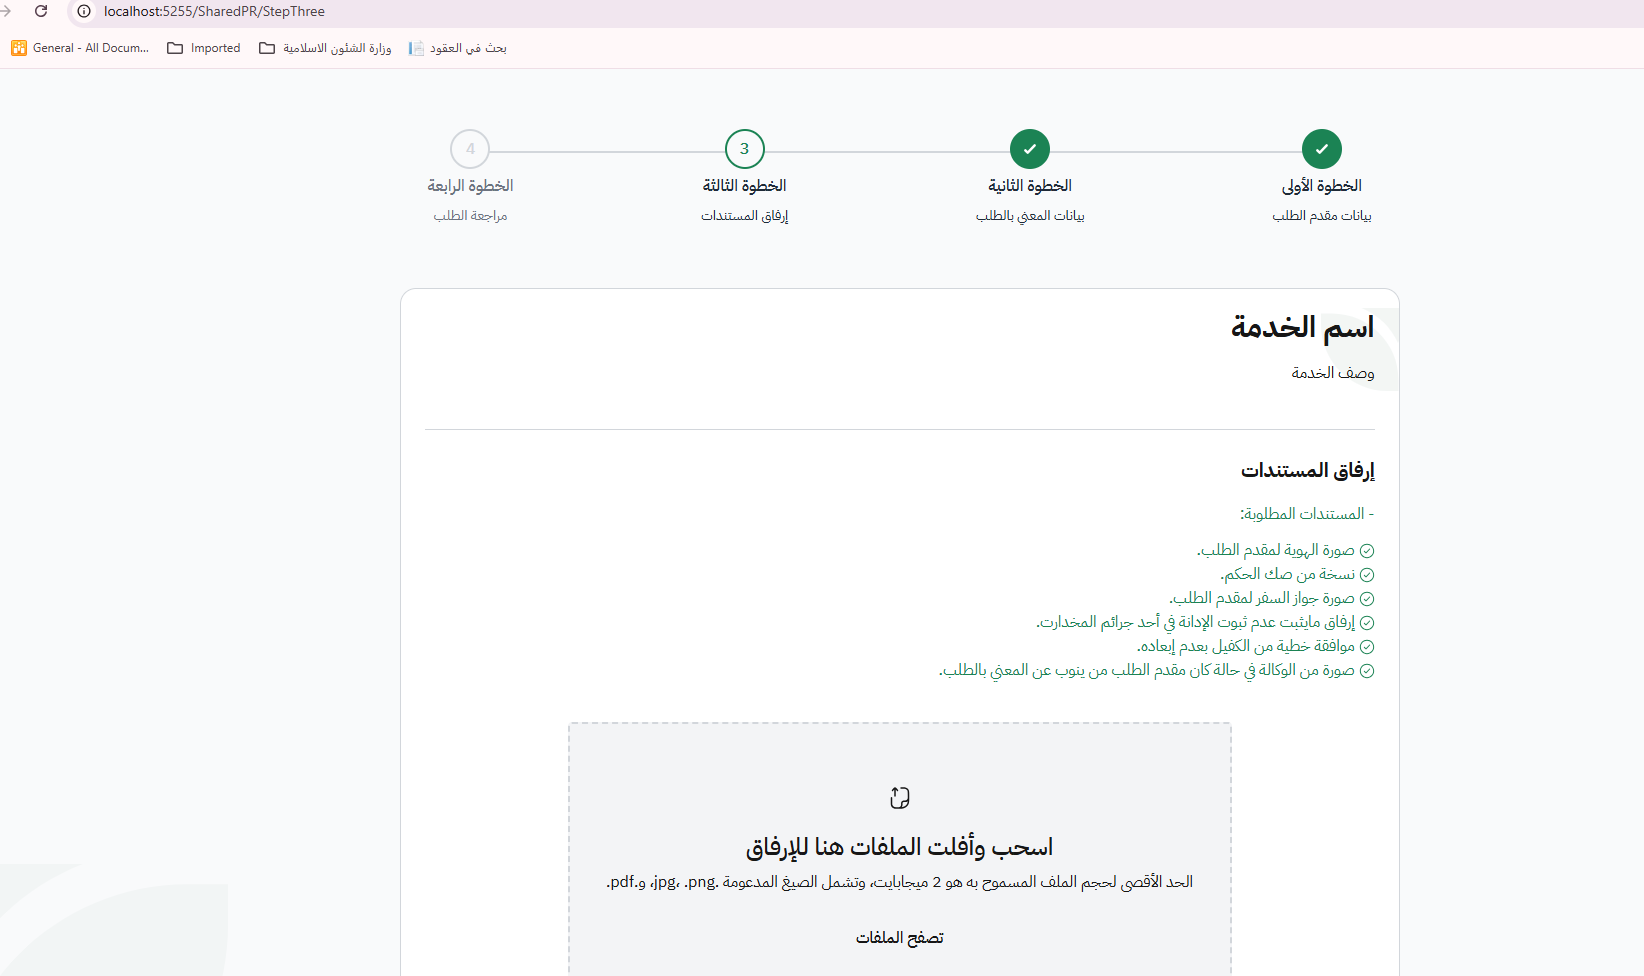 localhost:5255/SharedPR/StepThree
General - All Docum...
Imported
وزارة الشئون الاسلامية
بحث في العقود
الخطوة الأولى
بيانات مقدم الطلب
الخطوة الثانية
بيانات المعني بالطلب
3
الخطوة الثالثة
إرفاق المستندات
4
الخطوة الرابعة
مراجعة الطلب
اسم الخدمة
وصف الخدمة
إرفاق المستندات
- المستندات المطلوبة:
صورة الهوية لمقدم الطلب.
نسخة من صك الحكم.
صورة جواز السفر لمقدم الطلب.
إرفاق مايثبت عدم ثبوت الإدانة في أحد جرائم المخدارت.
موافقة خطية من الكفيل بعدم إبعاده.
صورة من الوكالة في حالة كان مقدم الطلب من ينوب عن المعني بالطلب.
اسحب وأفلت الملفات هنا للإرفاق
الحد الأقصى لحجم الملف المسموح به هو 2 ميجابايت، وتشمل الصيغ المدعومة .jpg، .png، و.pdf.
تصفح الملفات